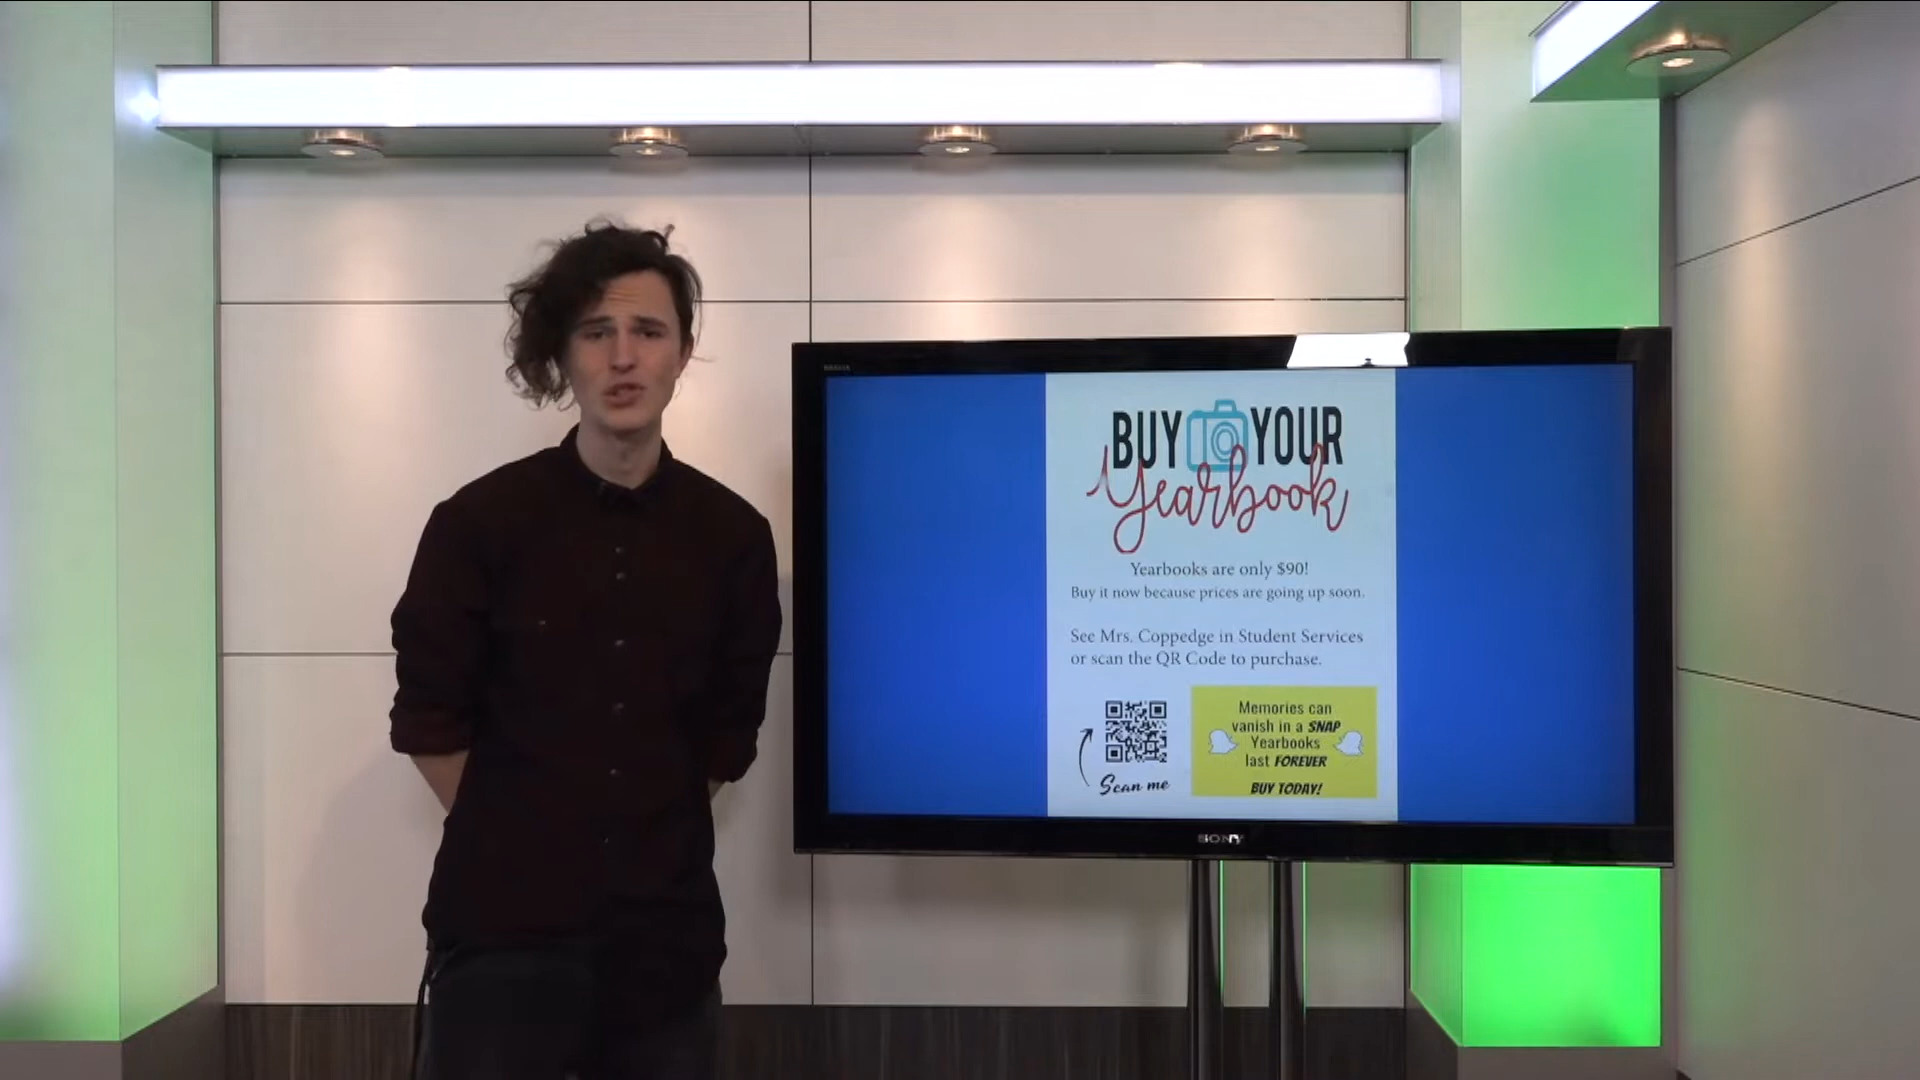 BUY YOUR
Yearbook
Yearbooks are only $90!
Buy it now because prices are going up soon.
See Mrs. Coppedge in Student Services
or scan the QR Code to purchase.
Scan me
Memories can
vanish in a SNAP
Yearbooks
last FOREVER
BUY TODAY!
SONY